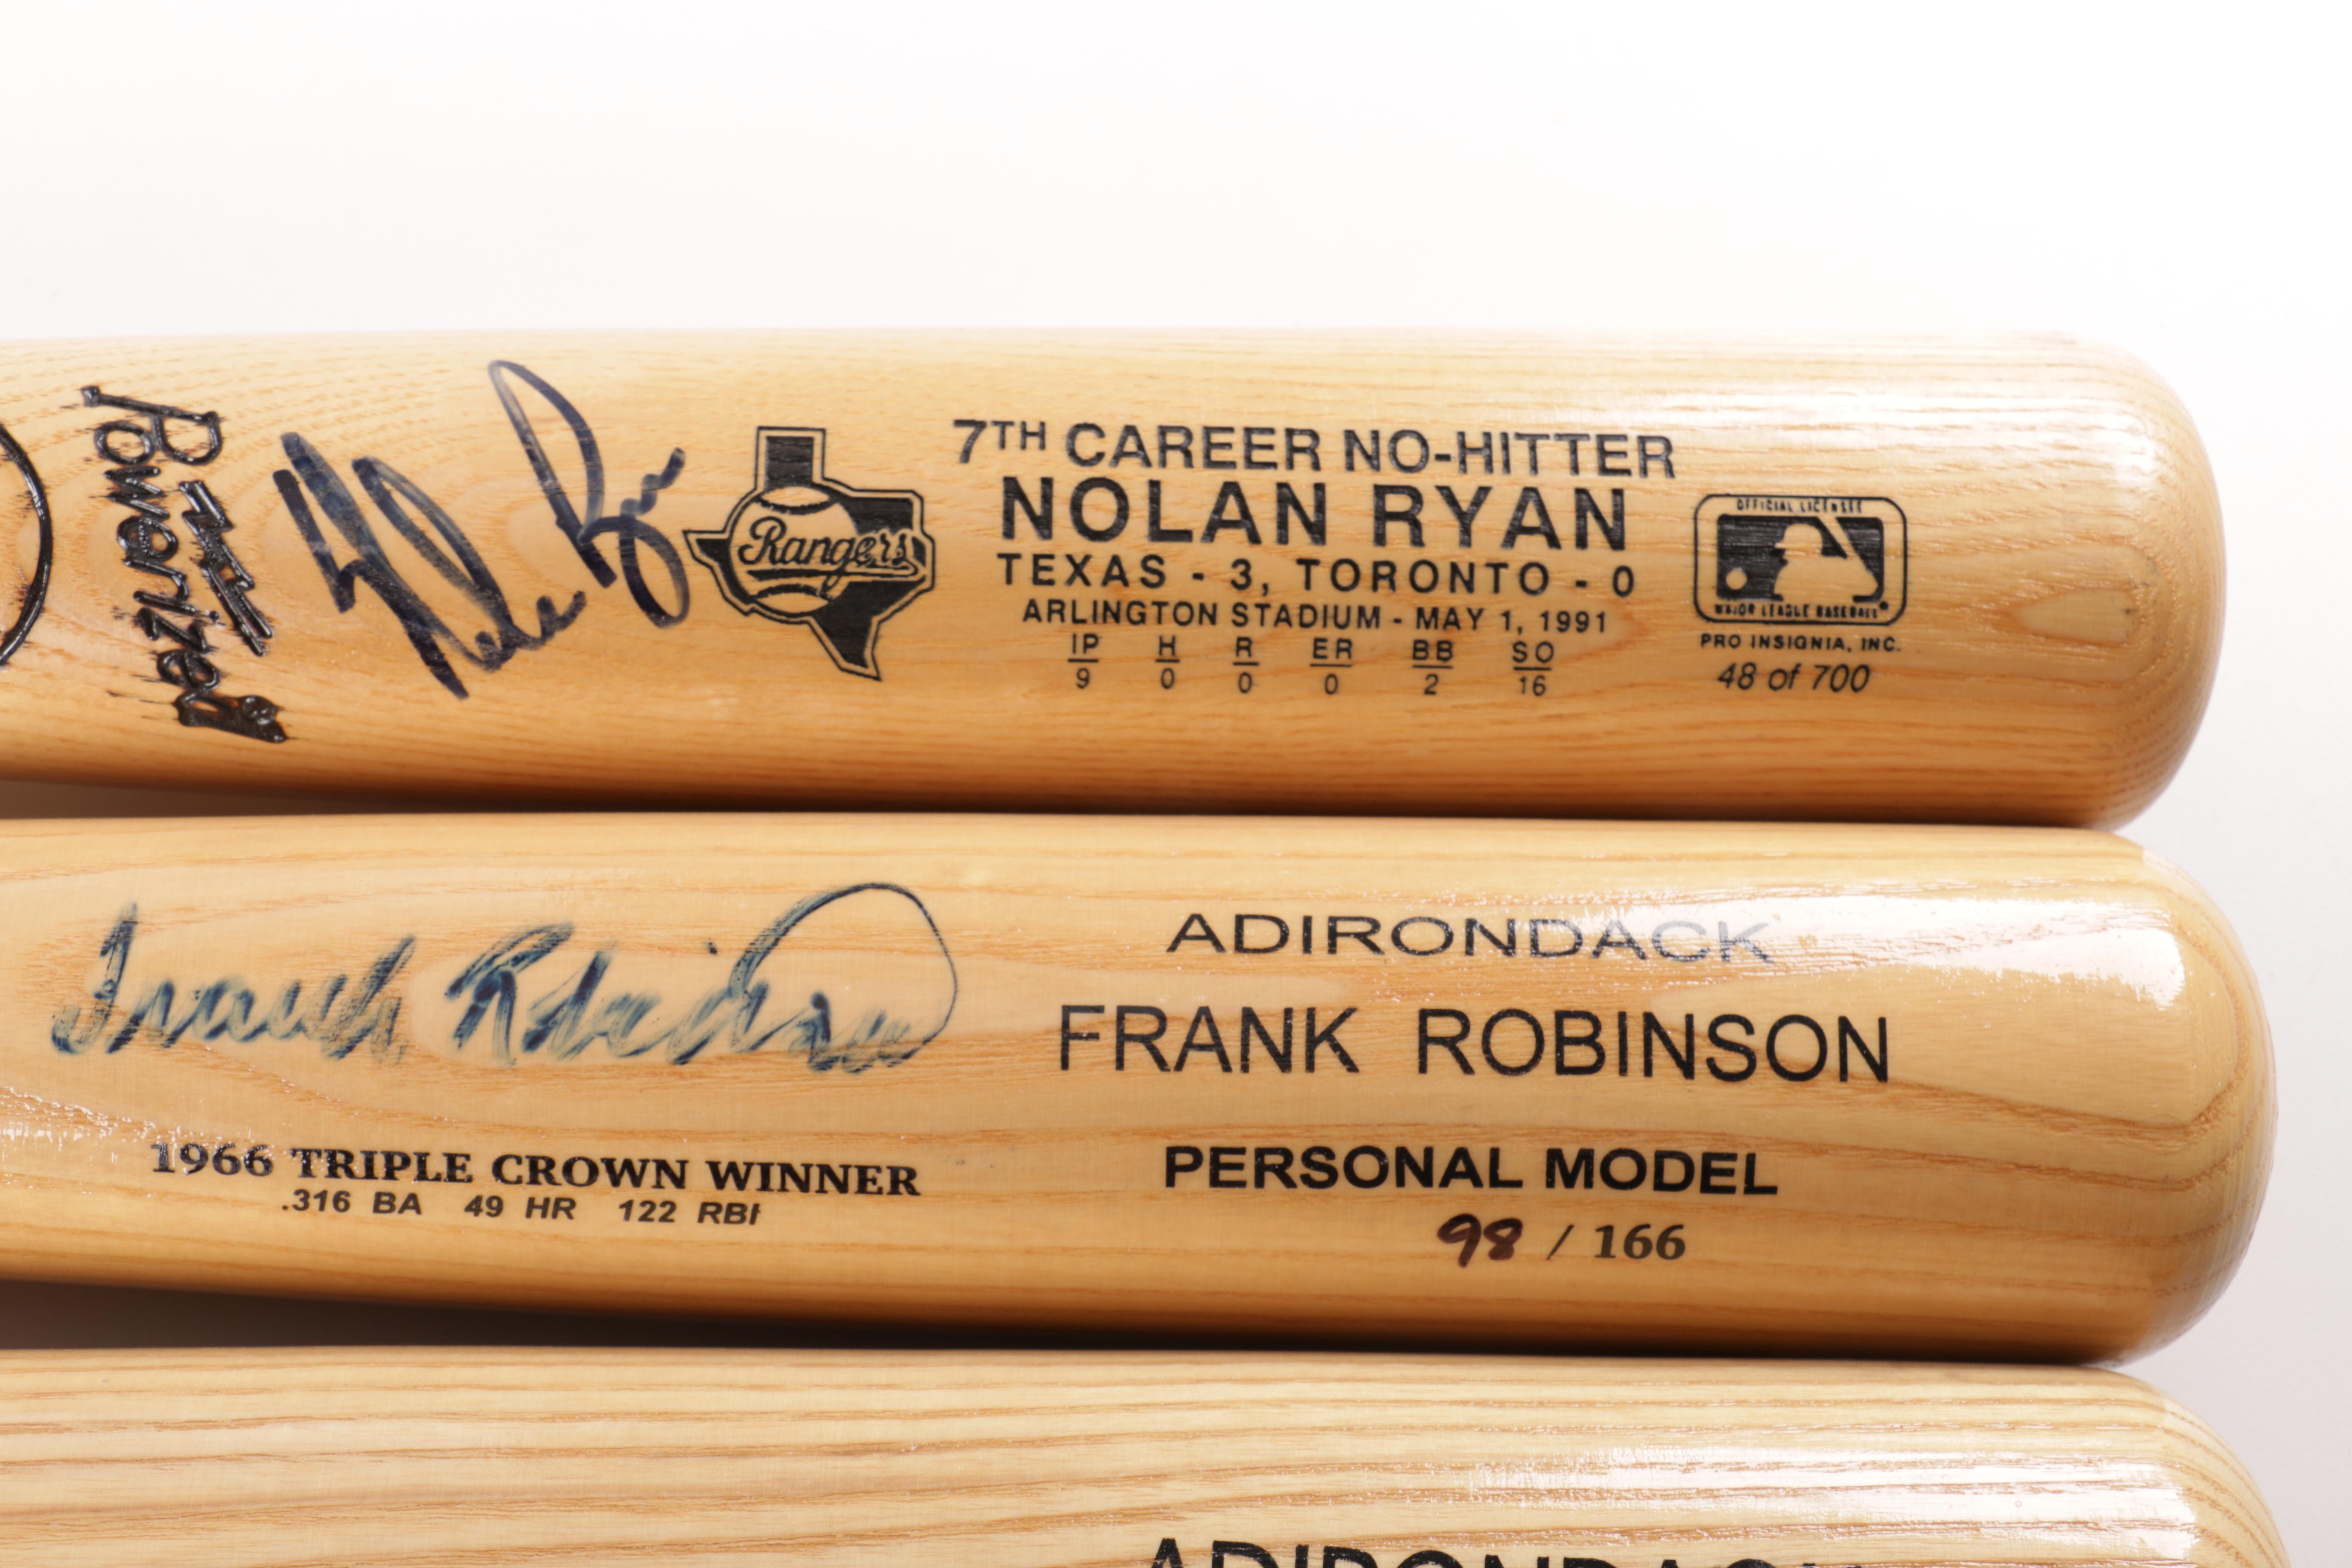 Powerized
Nolan Ryan
Rangers
7TH CAREER NO-HITTER
NOLAN RYAN
TEXAS - 3, TORONTO - 0
ARLINGTON STADIUM - MAY 1, 1991
IP H R ER BB SO
9 0 0 0 2 16
OFFICIAL LICENSEE
MAJOR LEAGUE BASEBALL®
PRO INSIGNIA, INC.
48 of 700
Frank Robinson
1966 TRIPLE CROWN WINNER
.316 BA 49 HR 122 RBI
ADIRONDACK
FRANK ROBINSON
PERSONAL MODEL
98 / 166
ADIRONDACK